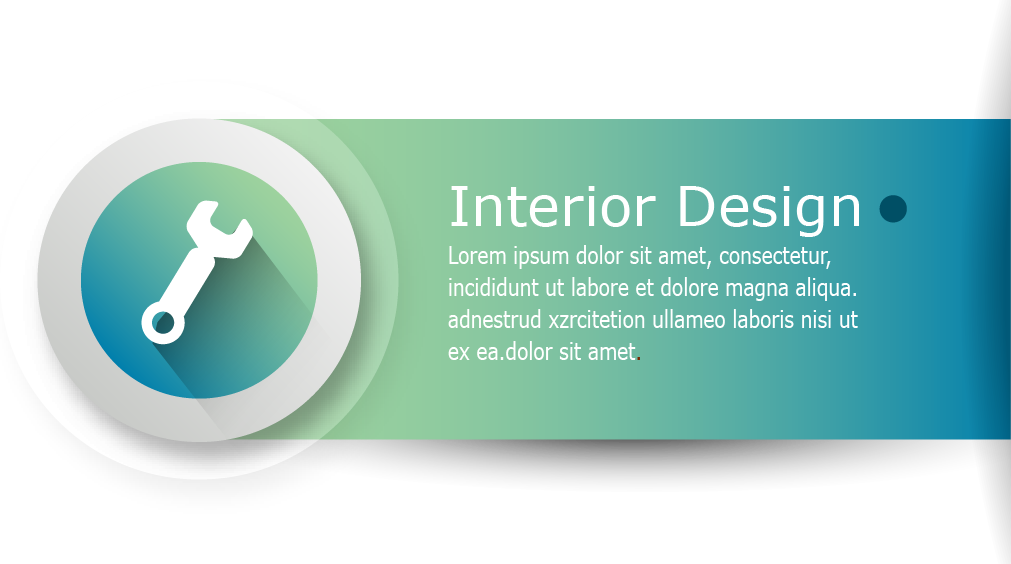 Interior Design
Lorem ipsum dolor sit amet, consectetur,
incididunt ut labore et dolore magna aliqua.
adnestrud xzrcitetion ullameo laboris nisi ut
ex ea.dolor sit amet.